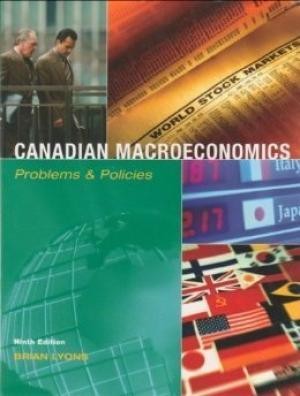 WORLD STOCK MARKETS
CANADIAN MACROECONOMICS
Problems & Policies
217
Italy
Japa
Ninth Edition
BRIAN LYONS